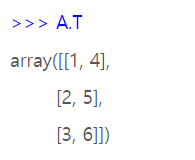 >>> A.T
array([[1, 4],
[2, 5],
[3, 6]])